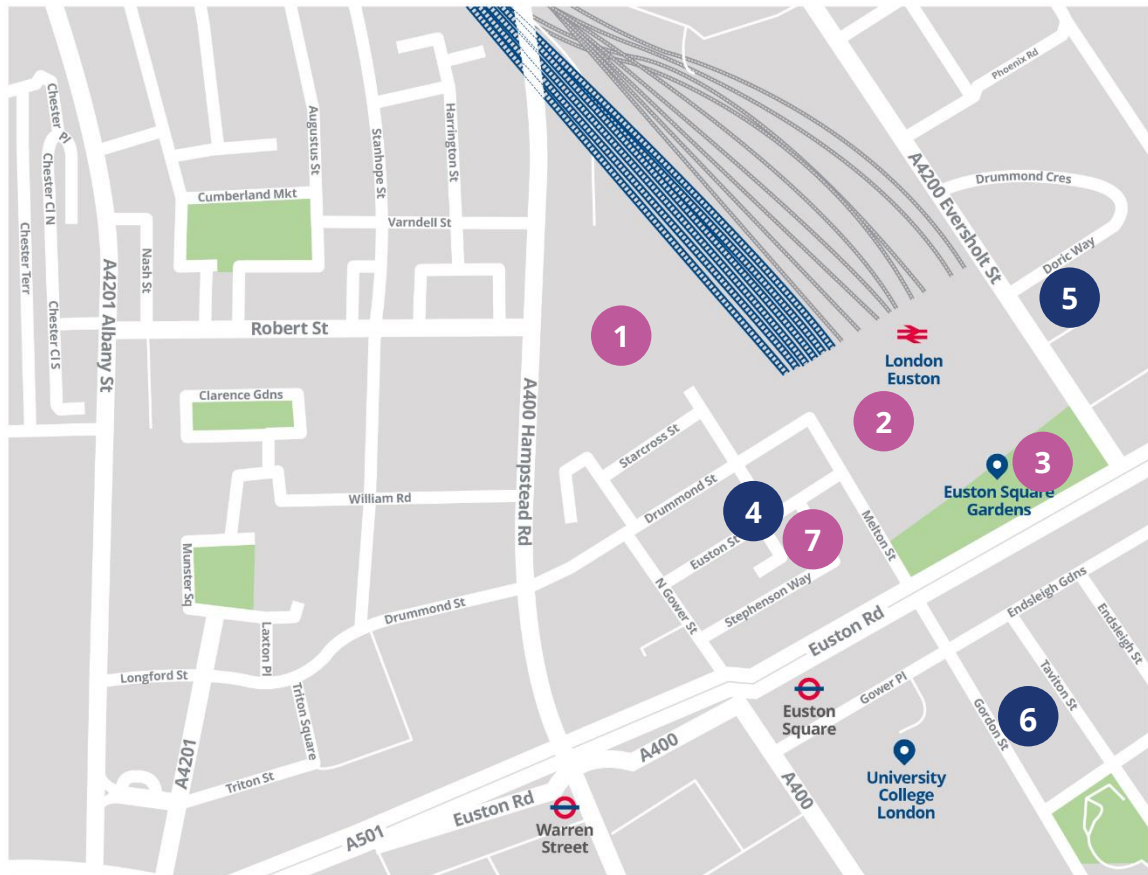 Phoenix Rd
Chester Pl
Augustus St
Stanhope St
Harrington St
A4200 Eversholt St
Drummond Cres
Cumberland Mkt
Chester Cl N
Varndell St
Chester Terr
Nash St
Doric Way
5
A4201 Albany St
Robert St
1
Chester Cl S
London
Euston
Clarence Gdns
A400 Hampstead Rd
2
Starcross St
3
Euston Square
Gardens
William Rd
Drummond St
4
7
Melton St
Euston St
Munster Sq
N Gower St
Stephenson Way
Endsleigh Gdns
Drummond St
Euston Rd
Endsleigh St
Laxton Pl
Longford St
Triton Square
Gower Pl
Taviton St
Euston
Square
Gordon St
6
A4201
A400
University
College
London
Triton St
A400
Euston Rd
A501
Warren
Street